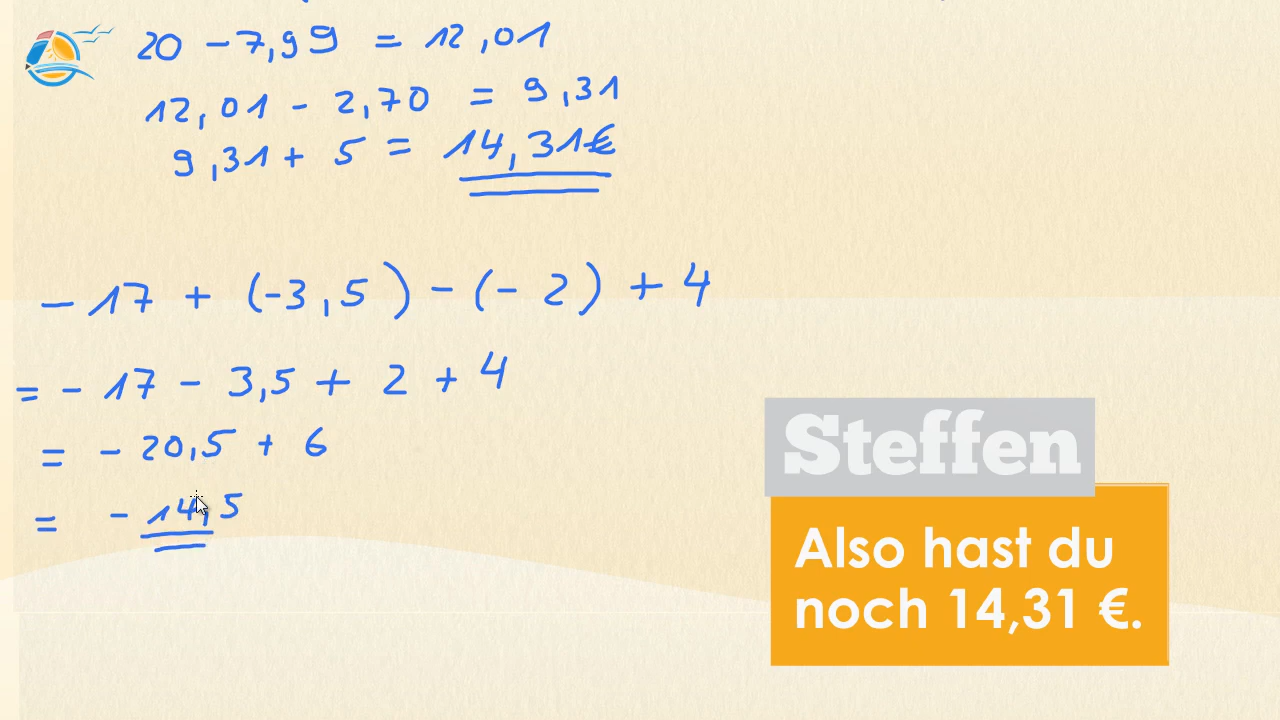 20 - 7,99 = 12,01
12,01 - 2,70 = 9,31
9,31 + 5 = 14,31€
- 17 + (-3,5) - (- 2) + 4
= - 17 - 3,5 + 2 + 4
= - 20,5 + 6
= - 14,5
Steffen
Also hast du
noch 14,31 €.